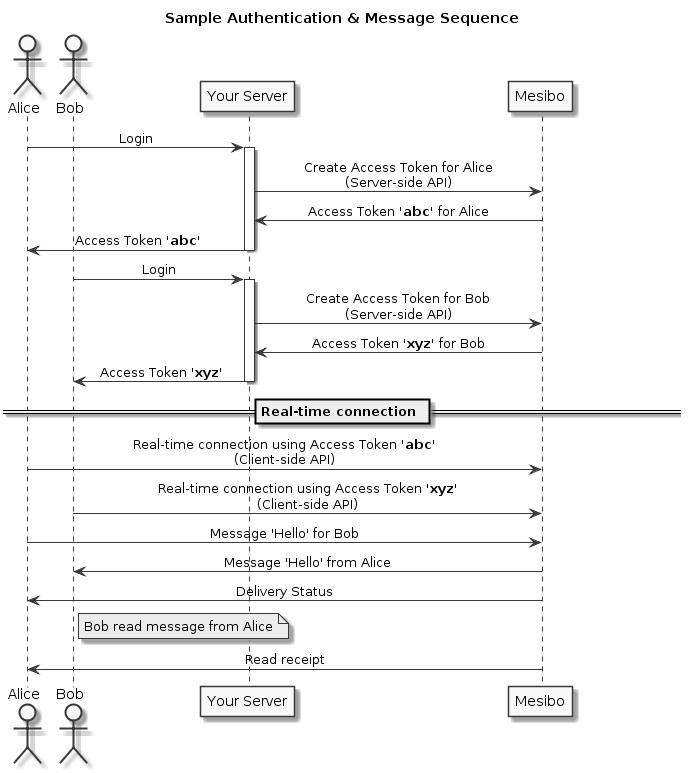 Sample Authentication & Message Sequence
Alice Bob Your Server Mesibo
Login
Create Access Token for Alice
(Server-side API)
Access Token 'abc' for Alice
Access Token 'abc'
Login
Create Access Token for Bob
(Server-side API)
Access Token 'xyz' for Bob
Access Token 'xyz'
Real-time connection
Real-time connection using Access Token 'abc'
(Client-side API)
Real-time connection using Access Token 'xyz'
(Client-side API)
Message 'Hello' for Bob
Message 'Hello' from Alice
Delivery Status
Bob read message from Alice
Read receipt
Alice Bob Your Server Mesibo